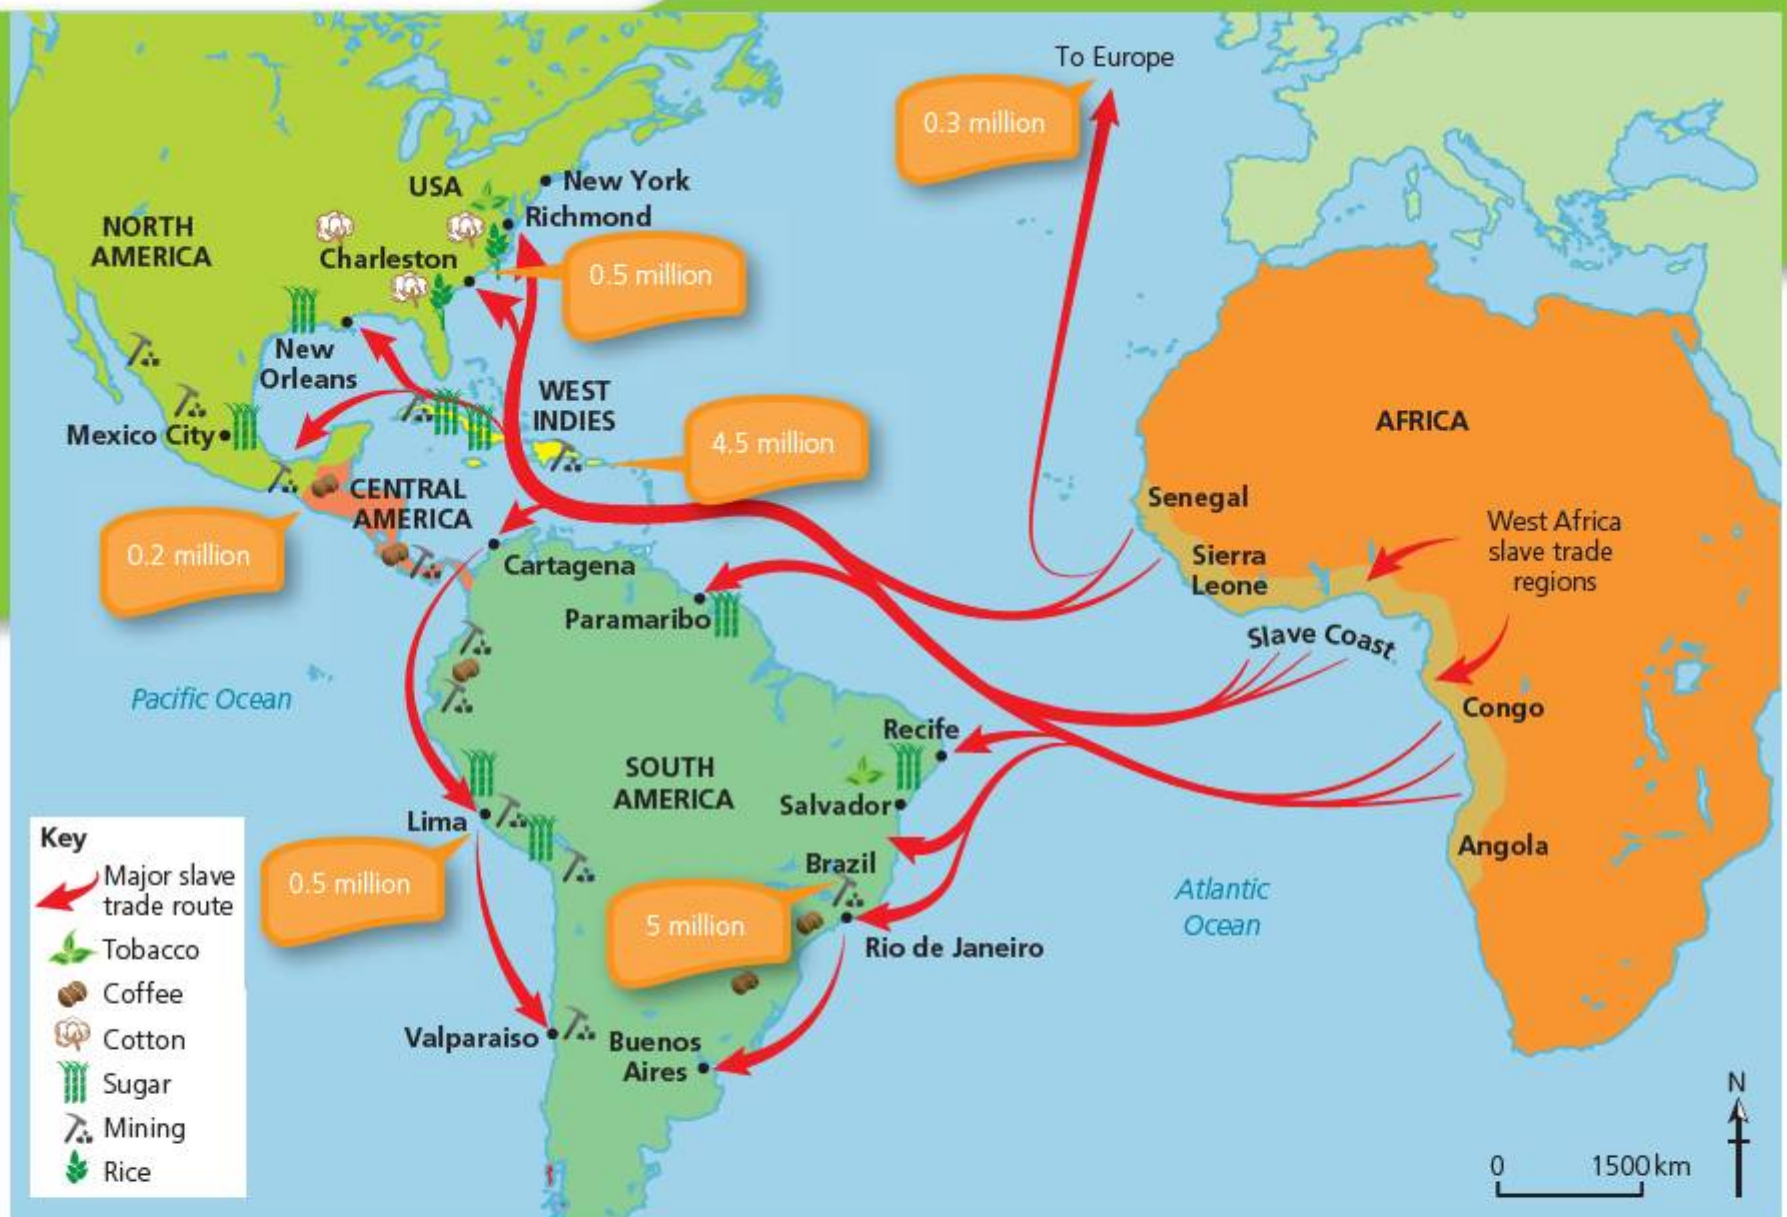 To Europe
0.3 million
USA
New York
Richmond
NORTH
AMERICA
Charleston
0.5 million
New
Orleans
WEST
INDIES
AFRICA
Mexico City
4.5 million
CENTRAL
AMERICA
Senegal
West Africa
slave trade
regions
0.2 million
Sierra
Leone
Cartagena
Paramaribo
Slave Coast
Pacific Ocean
Congo
Recife
SOUTH
AMERICA
Salvador
Lima
Angola
Brazil
0.5 million
5 million
Atlantic
Ocean
Rio de Janeiro
Valparaiso
Buenos
Aires
Key
Major slave
trade route
Tobacco
Coffee
Cotton
Sugar
Mining
Rice
N
0 1500 km